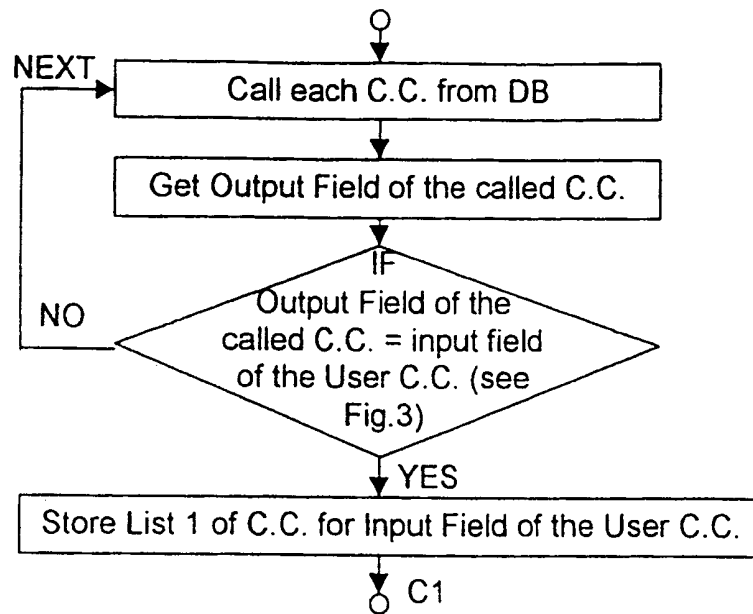 NEXT
Call each C.C. from DB
Get Output Field of the called C.C.
IF
Output Field of the
called C.C. = input field
of the User C.C. (see
Fig.3)
NO
YES
Store List 1 of C.C. for Input Field of the User C.C.
C1